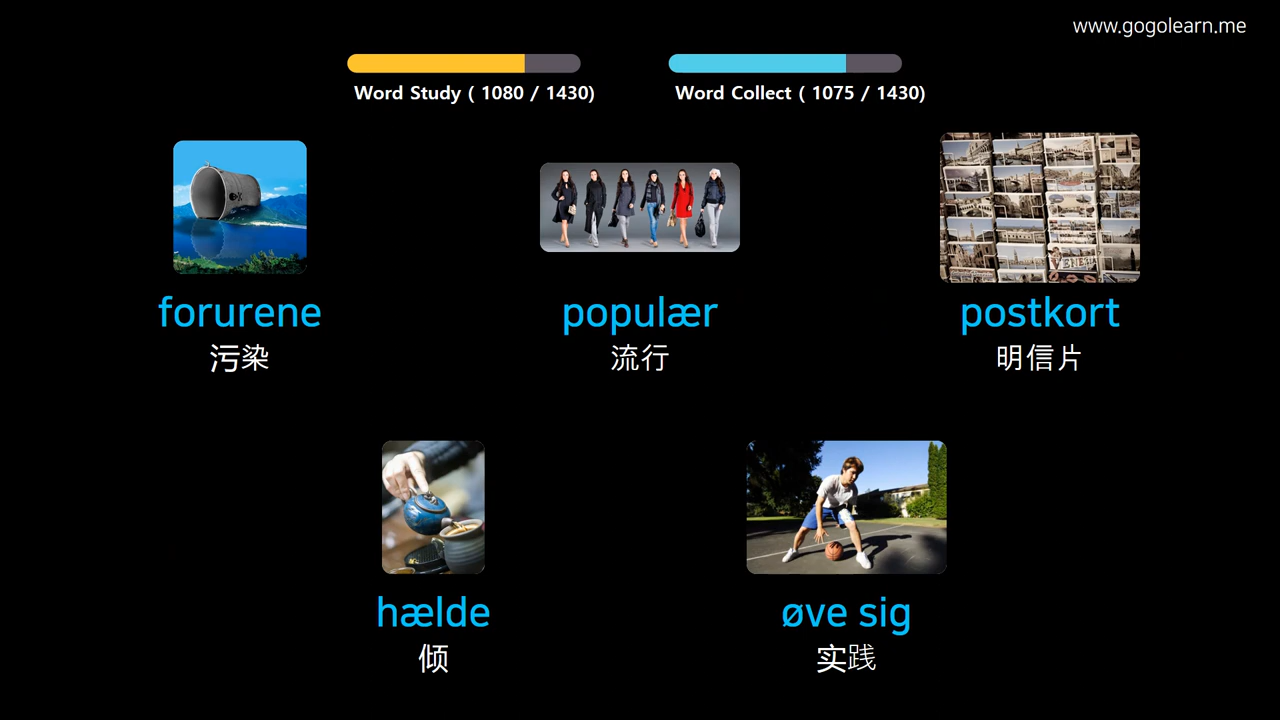 www.gogolearn.me
Word Study ( 1080 / 1430)
Word Collect ( 1075 / 1430)
forurene
污染
populær
流行
postkort
明信片
hælde
倾
øve sig
实践